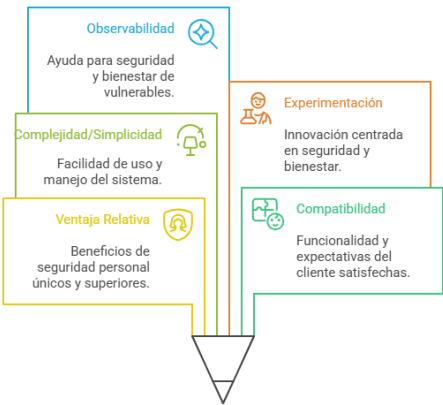 Observabilidad
Ayuda para seguridad
y bienestar de
vulnerables.
Experimentación
Innovación centrada
en seguridad y
bienestar.
Complejidad/Simplicidad
Facilidad de uso y
manejo del sistema.
Ventaja Relativa
Beneficios de
seguridad personal
únicos y superiores.
Compatibilidad
Funcionalidad y
expectativas del
cliente satisfechas.